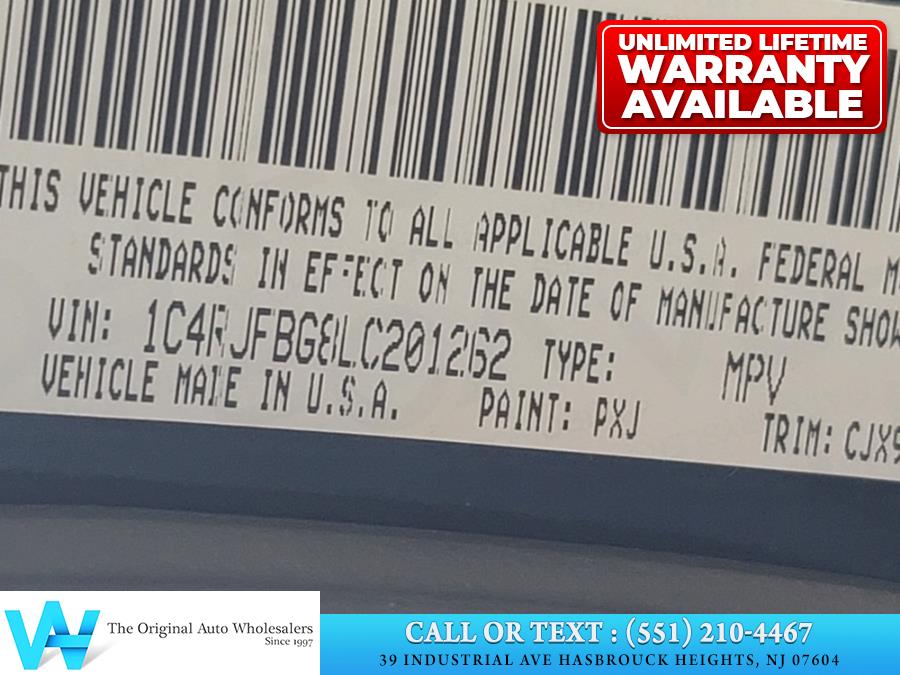 UNLIMITED LIFETIME
WARRANTY
AVAILABLE
THIS VEHICLE CONFORMS TO ALL APPLICABLE U.S.A. FEDERAL
STANDARDS IN EFFECT ON THE DATE OF MANUFACTURE
VIN: 1C4RJFBG8LC201262 TYPE: MPV
VEHICLE MADE IN U.S.A. PAINT: PXJ TRIM:
The Original Auto Wholesalers
Since 1997
CALL OR TEXT : (551) 210-4467
39 INDUSTRIAL AVE HASBROUCK HEIGHTS, NJ 07604